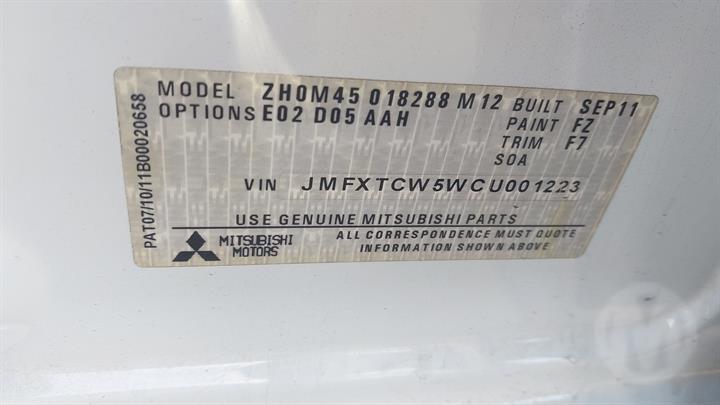 MODEL ZH0M45 018288 M12 BUILT SEP11
OPTIONS E02 D05 AAH PAINT FZ
TRIM F7
SOA
VIN JMFXTCW5WCU001223
USE GENUINE MITSUBISHI PARTS
MITSUBISHI MOTORS
ALL CORRESPONDENCE MUST QUOTE
INFORMATION SHOWN ABOVE
PAT07/10/11B00020658
M